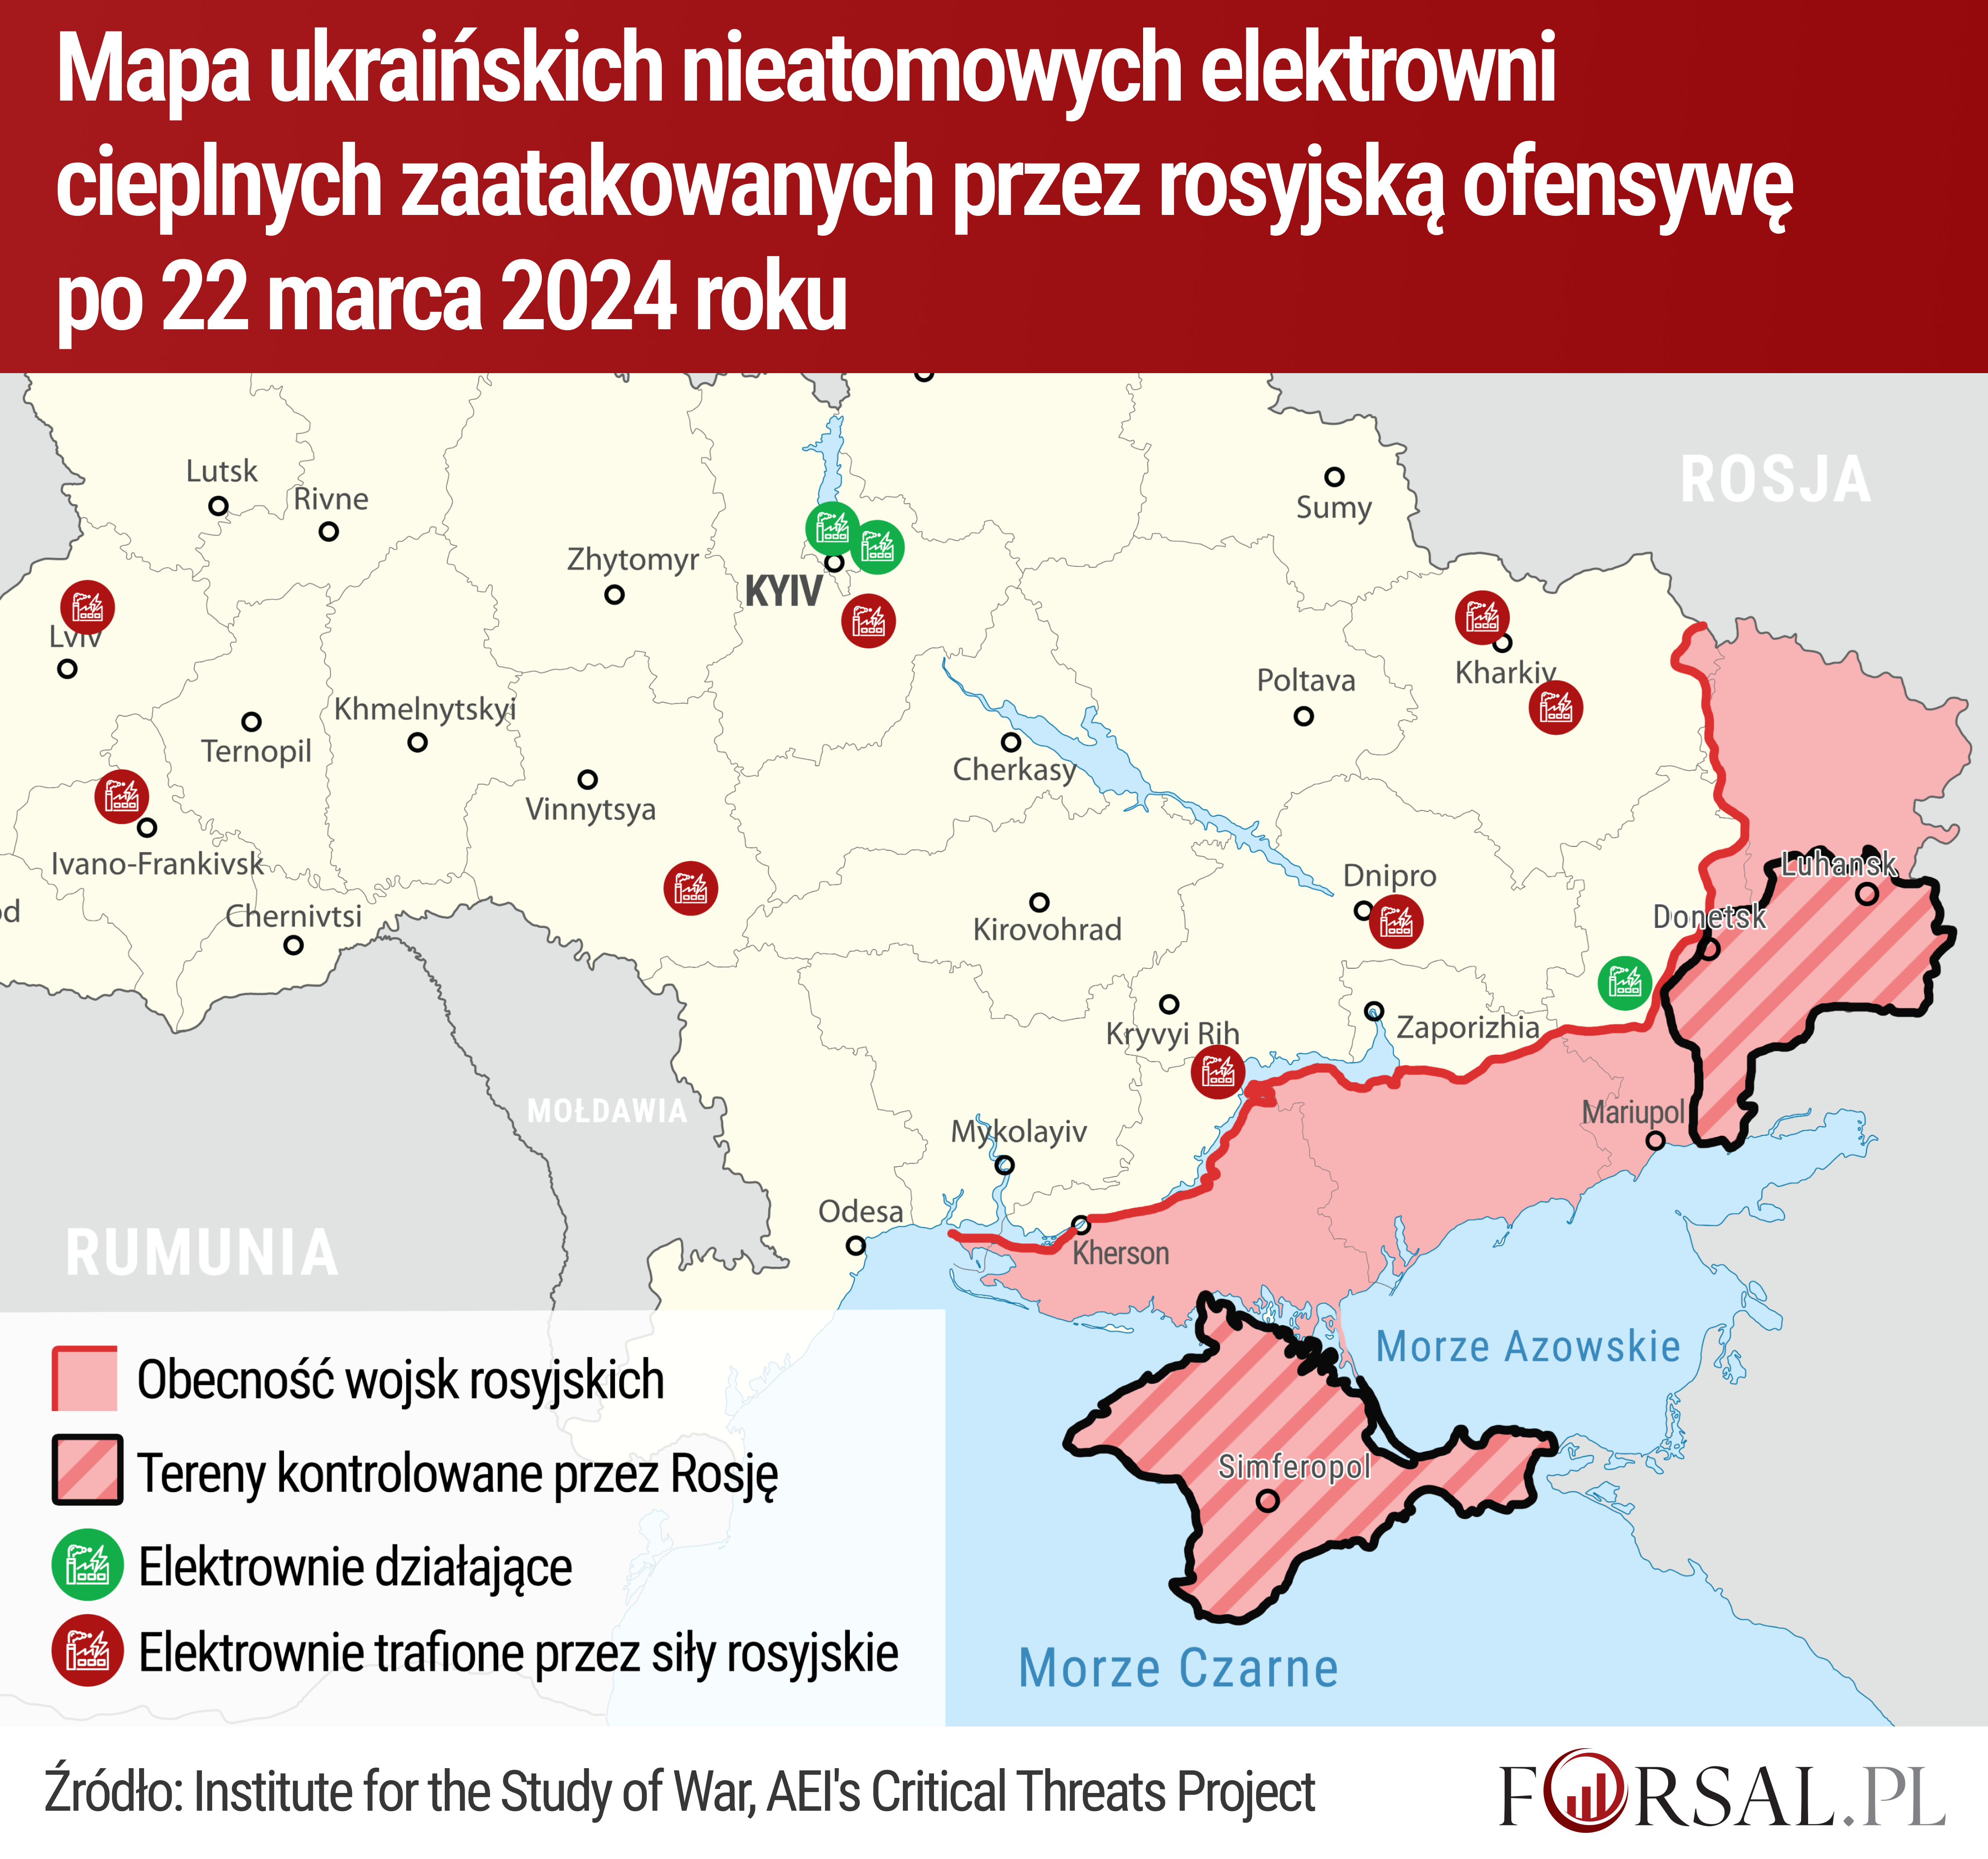 Mapa ukraińskich nieatomowych elektrowni
cieplnych zaatakowanych przez rosyjską ofensywę
po 22 marca 2024 roku
ROSJA
Lutsk
Rivne
Sumy
Zhytomyr
KYIV
Lviv
Kharkiv
Poltava
Khmelnytskyi
Ternopil
Cherkasy
Vinnytsya
Ivano-Frankivsk
Luhansk
Dnipro
Chernivtsi
Donetsk
Kirovohrad
Kryvyi Rih
Zaporizhia
MOŁDAWIA
Mariupol
Mykolayiv
Odesa
RUMUNIA
Kherson
Morze Azowskie
Simferopol
Morze Czarne
Obecność wojsk rosyjskich
Tereny kontrolowane przez Rosję
Elektrownie działające
Elektrownie trafione przez siły rosyjskie
Źródło: Institute for the Study of War, AEI's Critical Threats Project
FORSAL.PL